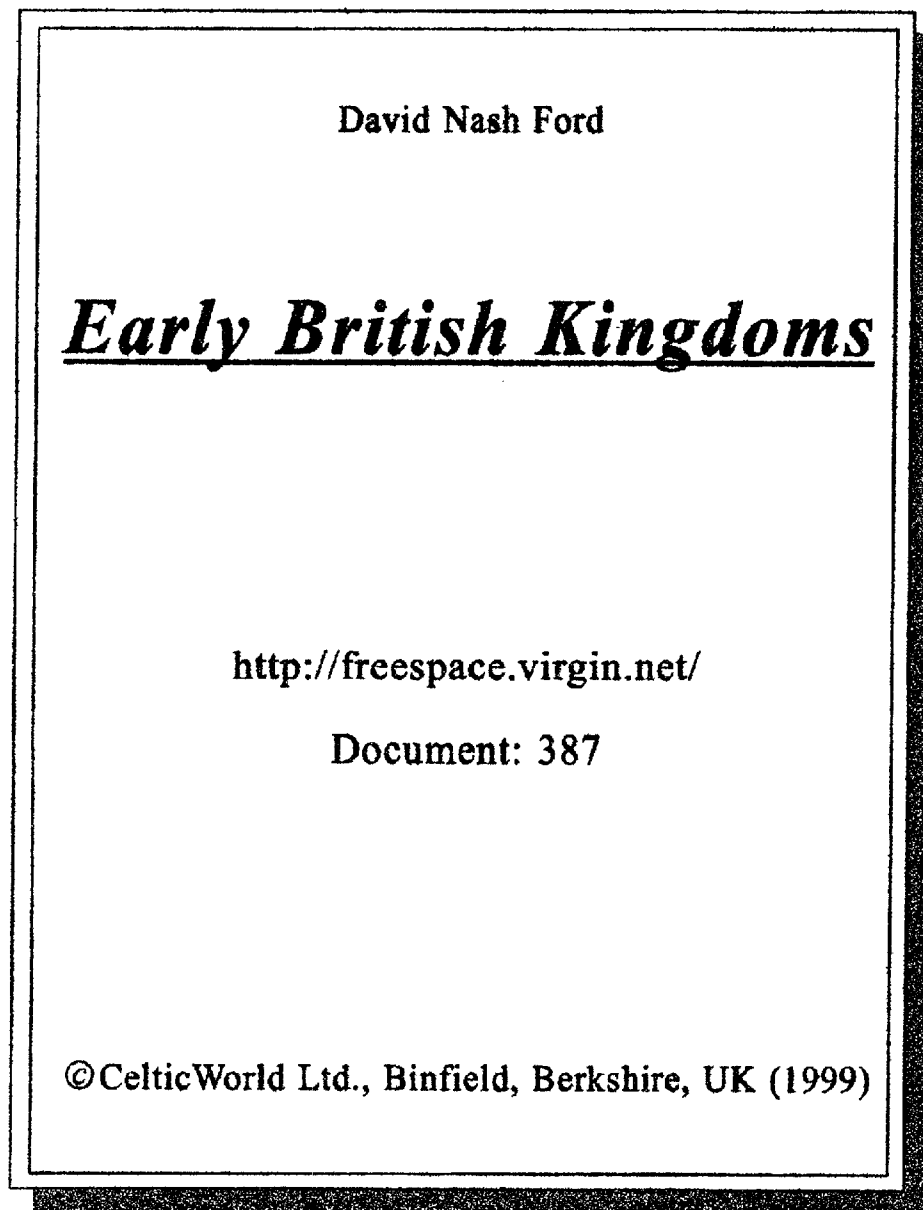 David Nash Ford
Early British Kingdoms
http://freespace.virgin.net/
Document: 387
©CelticWorld Ltd., Binfield, Berkshire, UK (1999)